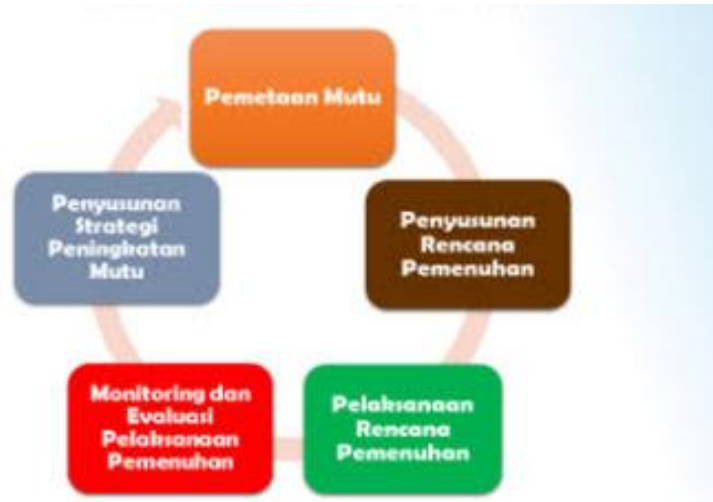 Pemetaan Mutu
Penyusunan
Rencana
Pemenuhan
Pelaksanaan
Rencana
Pemenuhan
Monitoring dan
Evaluasi
Pelaksanaan
Pemenuhan
Penyusunan
Strategi
Peningkatan
Mutu